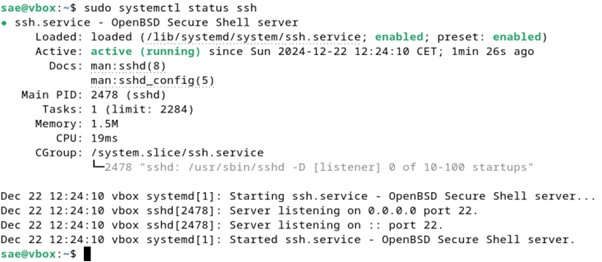 sae@vbox:~$ sudo systemctl status ssh
● ssh.service - OpenBSD Secure Shell server
     Loaded: loaded (/lib/systemd/system/ssh.service; enabled; preset: enabled)
     Active: active (running) since Sun 2024-12-22 12:24:10 CET; 1min 26s ago
       Docs: man:sshd(8)
             man:sshd_config(5)
   Main PID: 2478 (sshd)
      Tasks: 1 (limit: 2284)
     Memory: 1.5M
        CPU: 19ms
     CGroup: /system.slice/ssh.service
             └─2478 "sshd: /usr/sbin/sshd -D [listener] 0 of 10-100 startups"

Dec 22 12:24:10 vbox systemd[1]: Starting ssh.service - OpenBSD Secure Shell server...
Dec 22 12:24:10 vbox sshd[2478]: Server listening on 0.0.0.0 port 22.
Dec 22 12:24:10 vbox sshd[2478]: Server listening on :: port 22.
Dec 22 12:24:10 vbox systemd[1]: Started ssh.service - OpenBSD Secure Shell server.
sae@vbox:~$